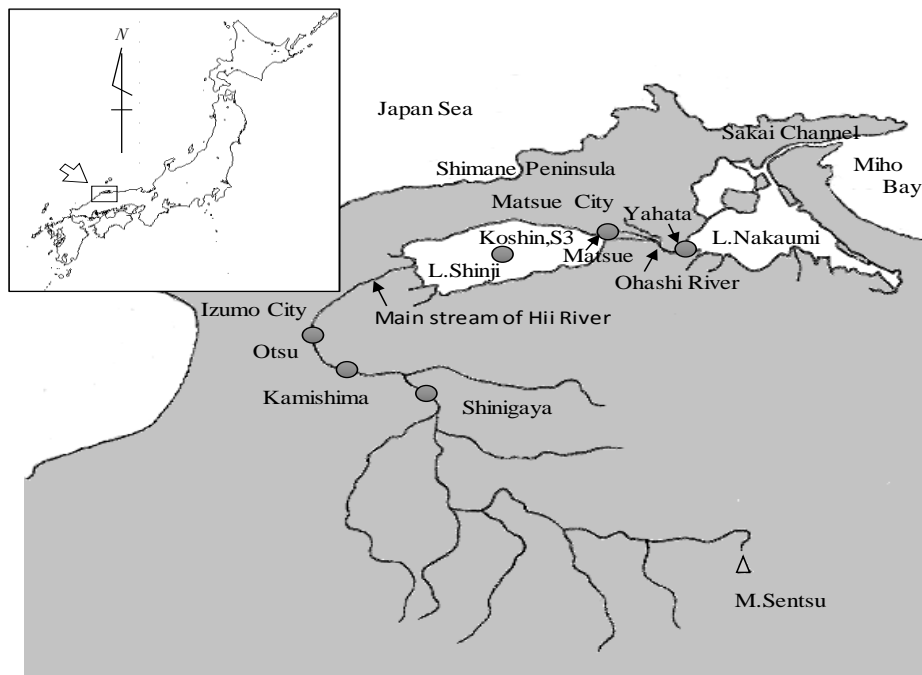 N
Japan Sea
Sakai Channel
Shimane Peninsula
Miho
Bay
Matsue City
Yahata
Koshin,S3
L.Nakaumi
Matsue
L.Shinji
Ohashi River
Izumo City
Main stream of Hii River
Otsu
Kamishima
Shinigaya
M.Sentsu